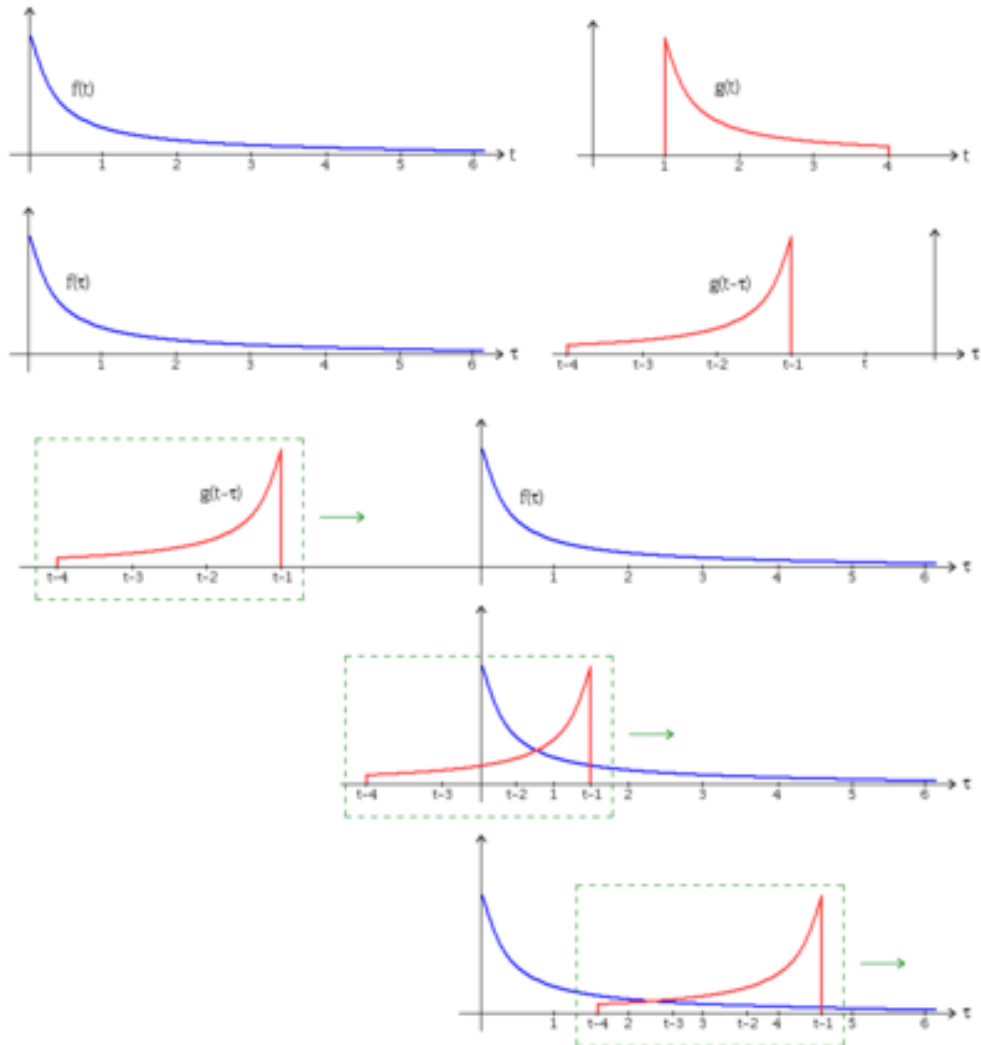 f(t)
g(t)
1 2 3 4 5 6 t
1 2 3 4 t
f(τ)
g(t-τ)
1 2 3 4 5 6 τ
t-4 t-3 t-2 t-1 t τ
g(t-τ)
f(τ)
t-4 t-3 t-2 t-1 1 2 3 4 5 6 τ
t-4 t-3 t-2 1 t-1 2 3 4 5 6 τ
1 t-4 2 t-3 3 t-2 4 t-1 5 6 τ